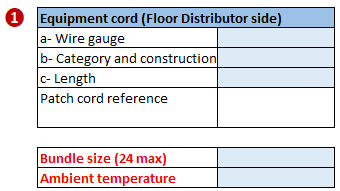 1 Equipment cord (Floor Distributor side)
a- Wire gauge
b- Category and construction
c- Length
Patch cord reference
Bundle size (24 max)
Ambient temperature